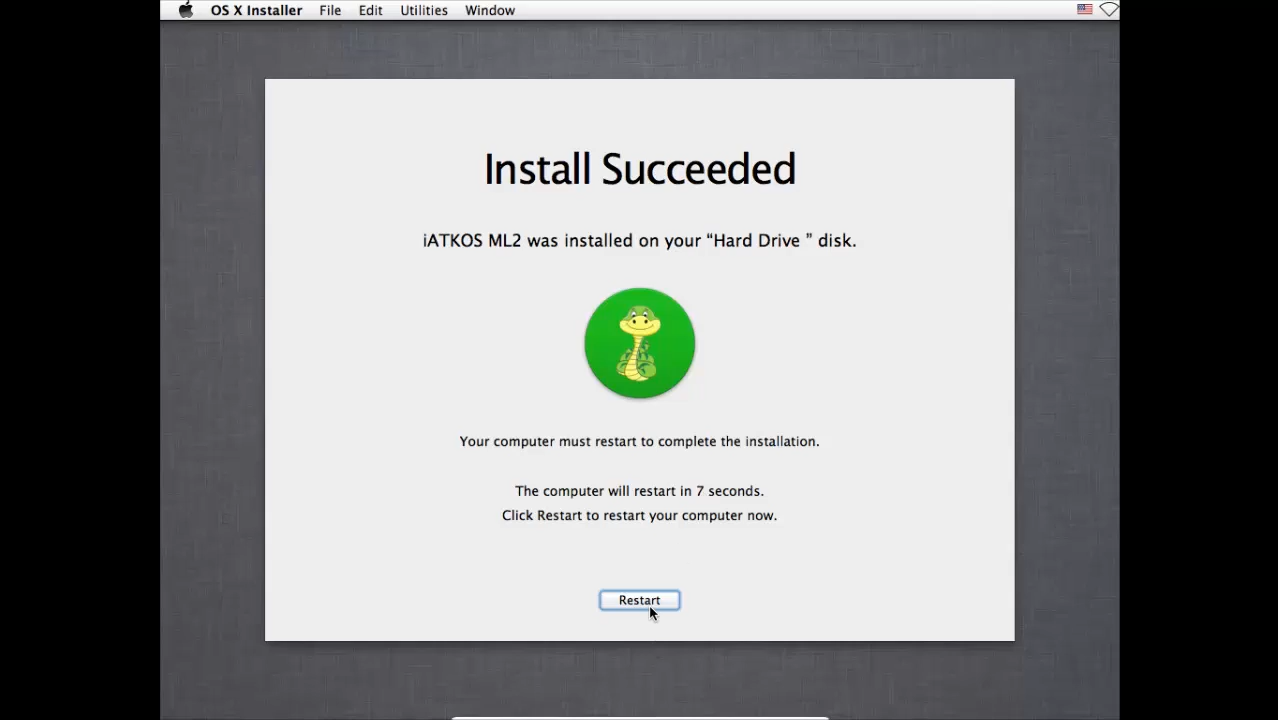 OS X Installer File Edit Utilities Window
Install Succeeded
iATKOS ML2 was installed on your “Hard Drive ” disk.
Your computer must restart to complete the installation.
The computer will restart in 7 seconds.
Click Restart to restart your computer now.
Restart